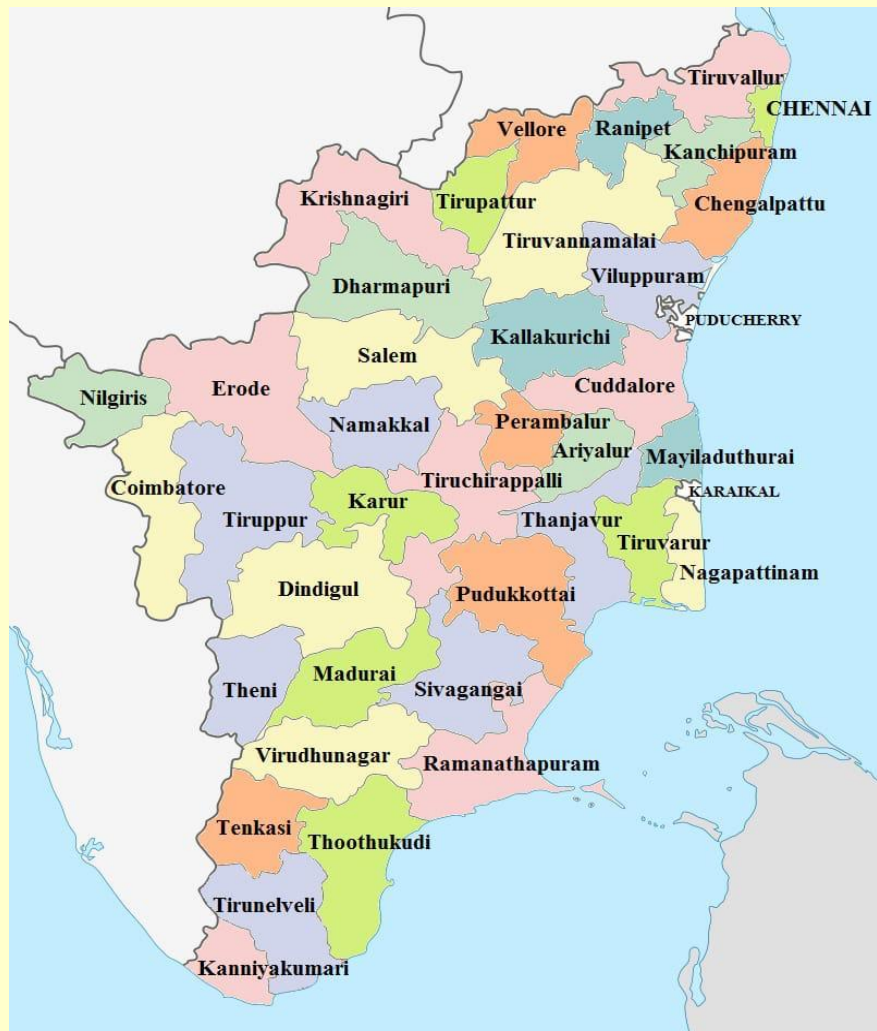 Tiruvallur
CHENNAI
Vellore
Ranipet
Kanchipuram
Krishnagiri
Tirupattur
Chengalpattu
Tiruvannamalai
Viluppuram
Dharmapuri
PUDUCHERRY
Kallakurichi
Salem
Cuddalore
Erode
Nilgiris
Namakkal
Perambalur
Ariyalur
Mayiladuthurai
Tiruchirappalli
Coimbatore
KARAIKAL
Karur
Tiruppur
Thanjavur
Tiruvarur
Nagapattinam
Dindigul
Pudukkottai
Madurai
Theni
Sivagangai
Virudhunagar
Ramanathapuram
Tenkasi
Thoothukudi
Tirunelveli
Kanniyakumari